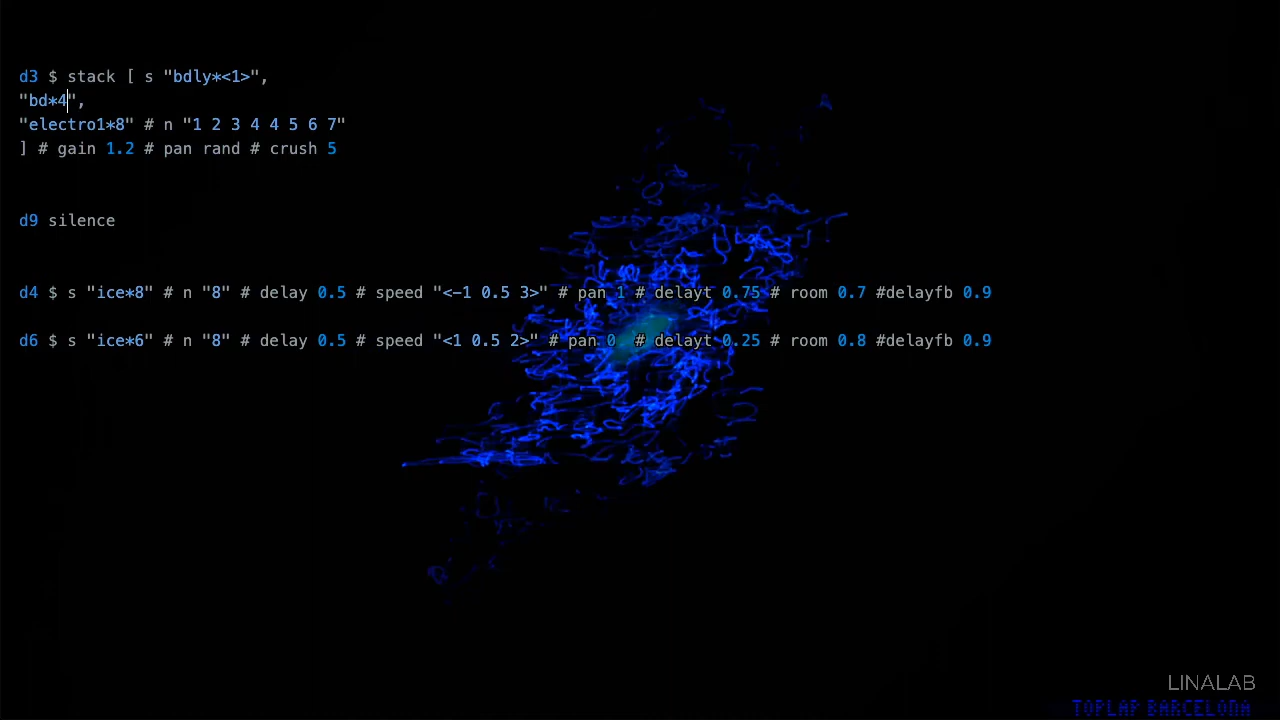 d3 $ stack [ s "bdly*<1>",
"bd*4",
"electro1*8" # n "1 2 3 4 4 5 6 7"
] # gain 1.2 # pan rand # crush 5
d9 silence
d4 $ s "ice*8" # n "8" # delay 0.5 # speed "<-1 0.5 3>" # pan 1 # delayt 0.75 # room 0.7 #delayfb 0.9
d6 $ s "ice*6" # n "8" # delay 0.5 # speed "<1 0.5 2>" # pan 0 # delayt 0.25 # room 0.8 #delayfb 0.9
LINALAB
TOPLAP BARCELONA